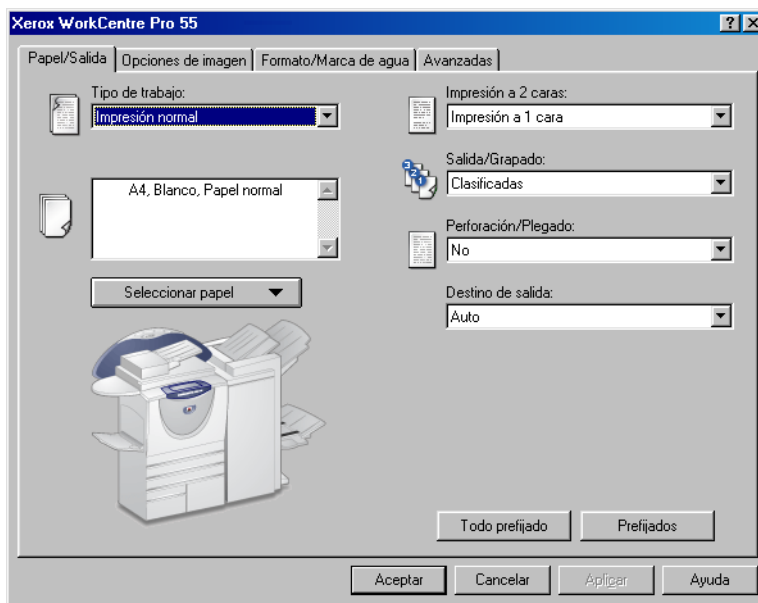 Xerox WorkCentre Pro 55
Papel/Salida Opciones de imagen Formato/Marca de agua Avanzadas
Tipo de trabajo:
Impresión normal
A4, Blanco, Papel normal
Seleccionar papel
Impresión a 2 caras:
Impresión a 1 cara
Salida/Grapado:
Clasificadas
Perforación/Plegado:
No
Destino de salida:
Auto
Todo prefijado Prefijados
Aceptar Cancelar Aplicar Ayuda